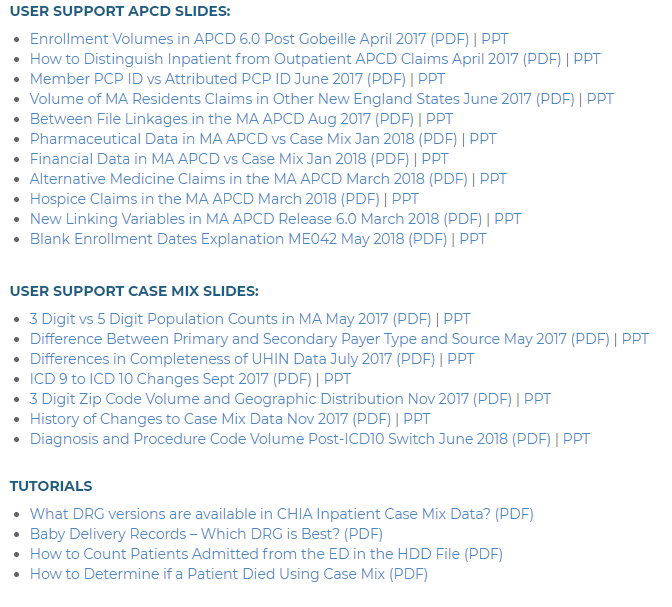 USER SUPPORT APCD SLIDES:
Enrollment Volumes in APCD 6.0 Post Gobeille April 2017 (PDF) | PPT
How to Distinguish Inpatient from Outpatient APCD Claims April 2017 (PDF) | PPT
Member PCP ID vs Attributed PCP ID June 2017 (PDF) | PPT
Volume of MA Residents Claims in Other New England States June 2017 (PDF) | PPT
Between File Linkages in the MA APCD Aug 2017 (PDF) | PPT
Pharmaceutical Data in MA APCD vs Case Mix Jan 2018 (PDF) | PPT
Financial Data in MA APCD vs Case Mix Jan 2018 (PDF) | PPT
Alternative Medicine Claims in the MA APCD March 2018 (PDF) | PPT
Hospice Claims in the MA APCD March 2018 (PDF) | PPT
New Linking Variables in MA APCD Release 6.0 March 2018 (PDF) | PPT
Blank Enrollment Dates Explanation ME042 May 2018 (PDF) | PPT
USER SUPPORT CASE MIX SLIDES:
3 Digit vs 5 Digit Population Counts in MA May 2017 (PDF) | PPT
Difference Between Primary and Secondary Payer Type and Source May 2017 (PDF) | PPT
Differences in Completeness of UHIN Data July 2017 (PDF) | PPT
ICD 9 to ICD 10 Changes Sept 2017 (PDF) | PPT
3 Digit Zip Code Volume and Geographic Distribution Nov 2017 (PDF) | PPT
History of Changes to Case Mix Data Nov 2017 (PDF) | PPT
Diagnosis and Procedure Code Volume Post-ICD10 Switch June 2018 (PDF) | PPT
TUTORIALS
What DRG versions are available in CHIA Inpatient Case Mix Data? (PDF)
Baby Delivery Records – Which DRG is Best? (PDF)
How to Count Patients Admitted from the ED in the HDD File (PDF)
How to Determine if a Patient Died Using Case Mix (PDF)